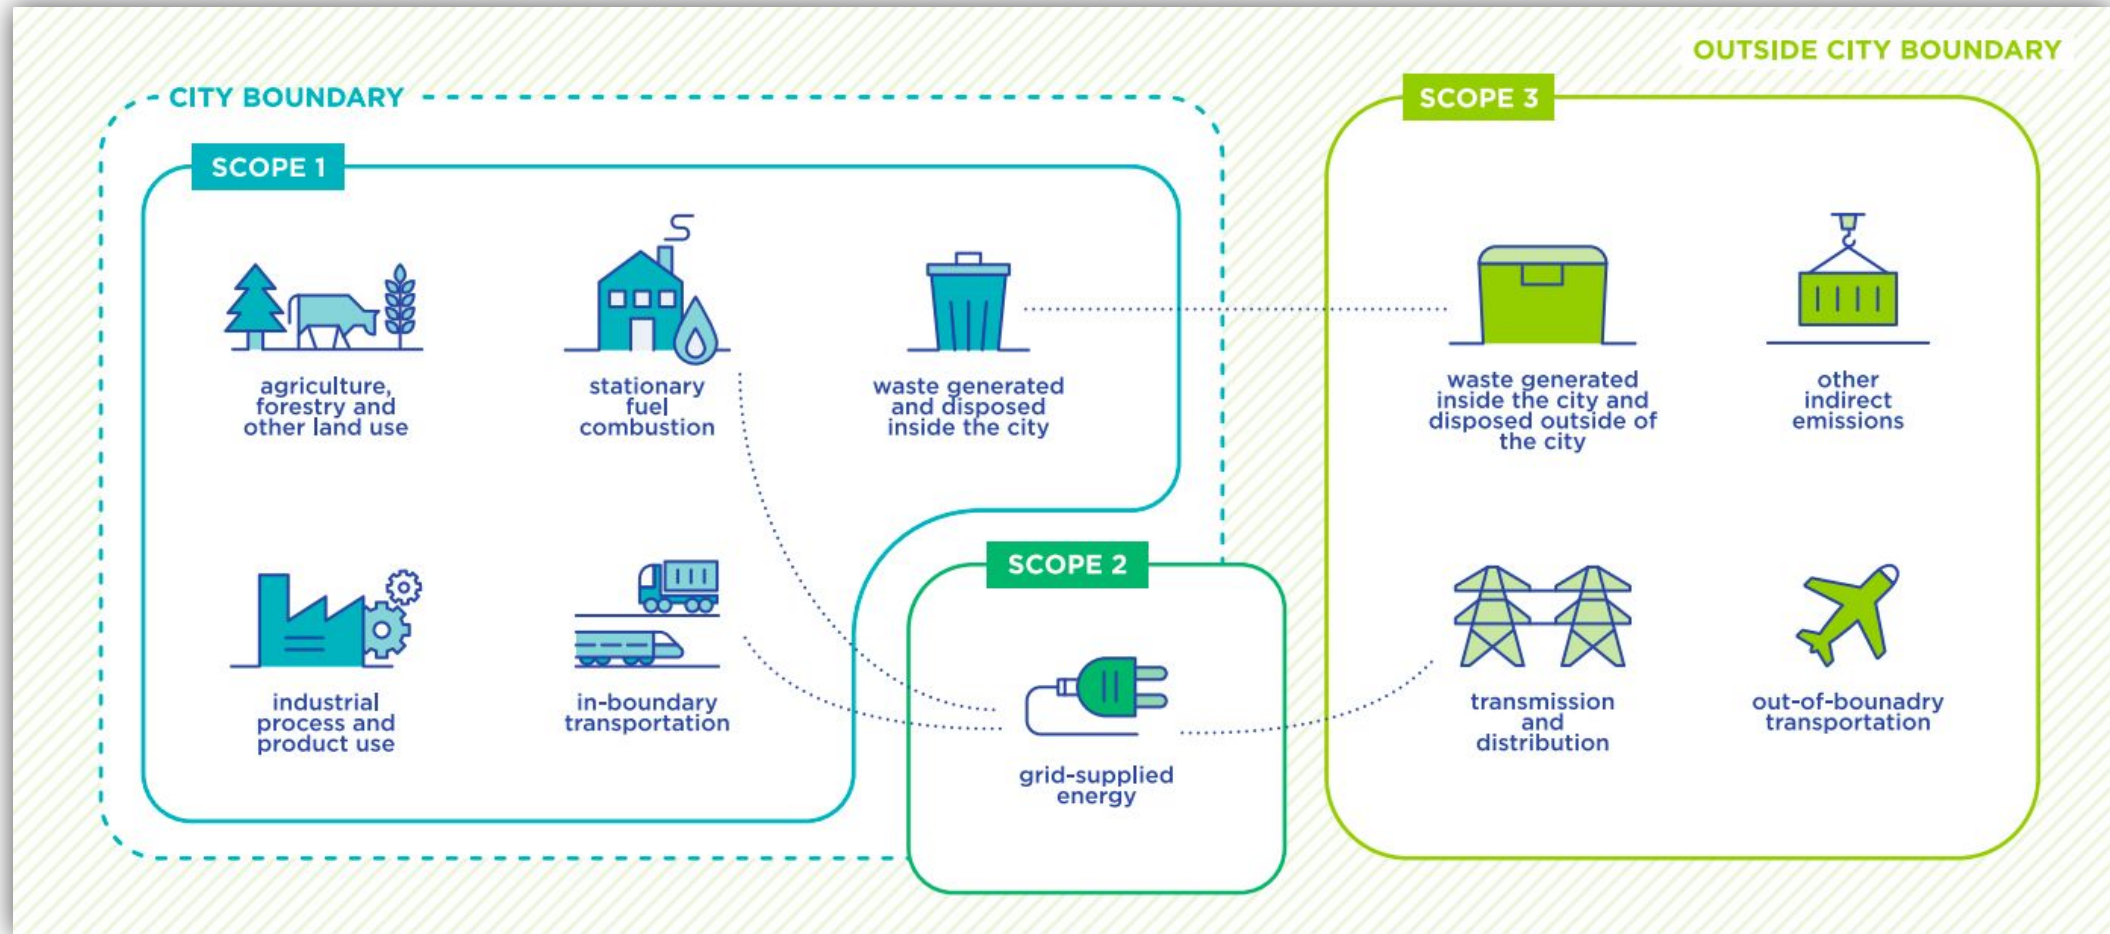 OUTSIDE CITY BOUNDARY
CITY BOUNDARY
SCOPE 1
agriculture,
forestry and
other land use
stationary
fuel
combustion
waste generated
and disposed
inside the city
industrial
process and
product use
in-boundary
transportation
SCOPE 2
grid-supplied
energy
SCOPE 3
waste generated
inside the city and
disposed outside of
the city
other
indirect
emissions
transmission
and
distribution
out-of-bounadry
transportation